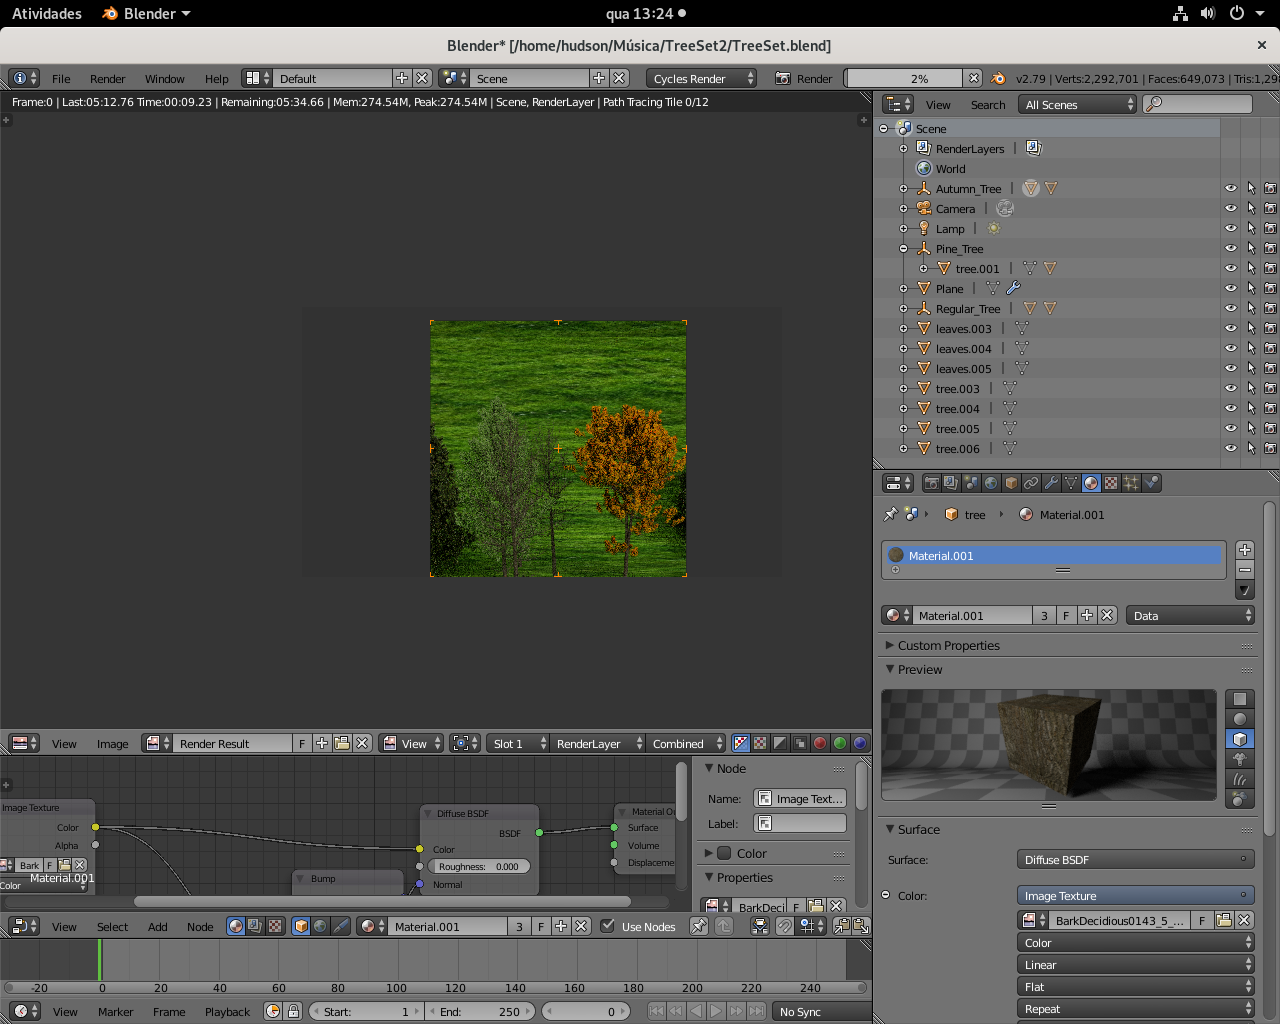 Atividades Blender qua 13:24
Blender* [/home/hudson/Música/TreeSet2/TreeSet.blend]
File Render Window Help Default Scene Cycles Render Render 2% v2.79 | Verts:2,292,701 | Faces:649,073 | Tris:1,29
Frame:0 | Last:05:12.76 Time:00:09.23 | Remaining:05:34.66 | Mem:274.54M, Peak:274.54M | Scene, RenderLayer | Path Tracing Tile 0/12
View Search All Scenes
Scene
RenderLayers
World
Autumn_Tree
Camera
Lamp
Pine_Tree
tree.001
Plane
Regular_Tree
leaves.003
leaves.004
leaves.005
tree.003
tree.004
tree.005
tree.006
tree Material.001
Material.001
Material.001 3 F Data
Custom Properties
Preview
Surface
Surface: Diffuse BSDF
Color: Image Texture
BarkDecidious0143_5_... F
Color
Linear
Flat
Repeat
View Image Render Result F View Slot 1 RenderLayer Combined
Image Texture
Color
Alpha
Bark F
Color
Material.001
Bump
Diffuse BSDF
BSDF
Color
Roughness: 0.000
Normal
Material O
Surface
Volume
Displaceme
Node
Name: Image Text...
Label:
Color
Properties
BarkDeci F
View Select Add Node Material.001 3 F Use Nodes
-20 0 20 40 60 80 100 120 140 160 180 200 220 240
View Marker Frame Playback Start: 1 End: 250 0 No Sync